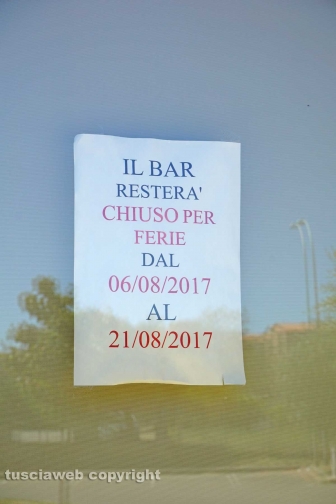 IL BAR
RESTERA'
CHIUSO PER
FERIE
DAL
06/08/2017
AL
21/08/2017
tusciaweb copyright